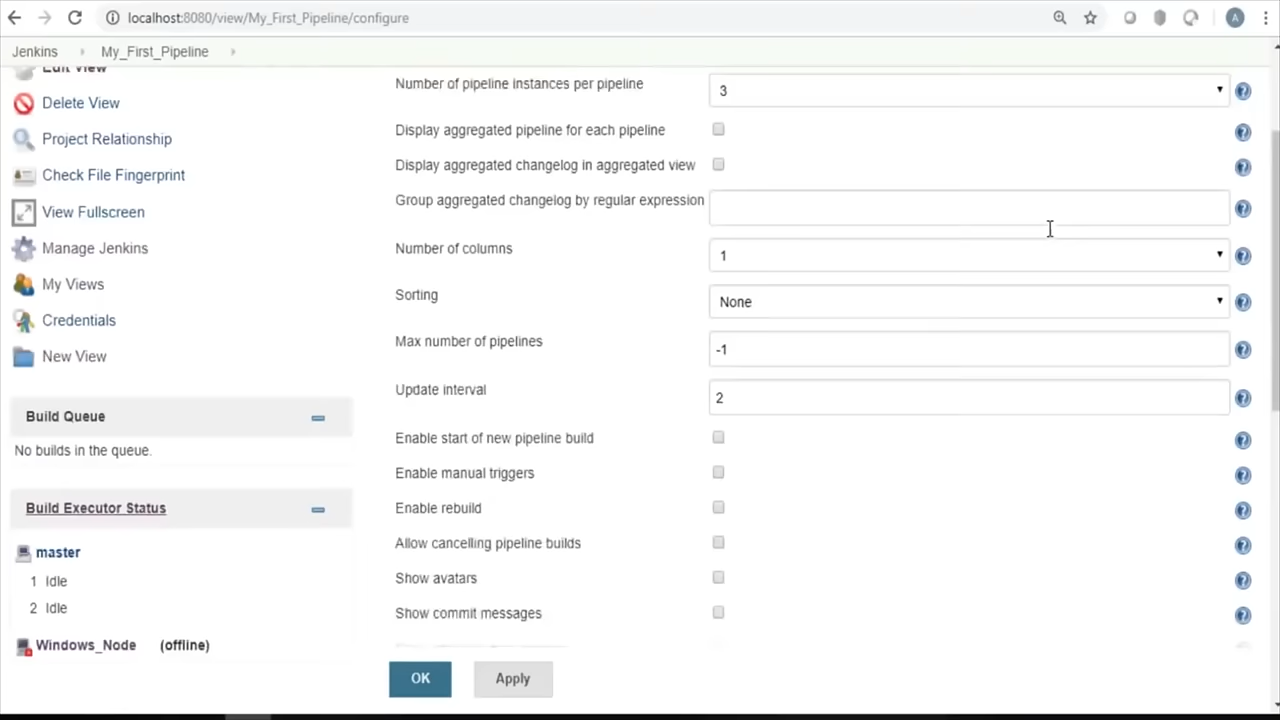 localhost:8080/view/My_First_Pipeline/configure
A
Jenkins
My_First_Pipeline
Edit View
Delete View
Project Relationship
Check File Fingerprint
View Fullscreen
Manage Jenkins
My Views
Credentials
New View
Build Queue
No builds in the queue.
Build Executor Status
master
1 Idle
2 Idle
Windows_Node (offline)
Number of pipeline instances per pipeline 3
Display aggregated pipeline for each pipeline
Display aggregated changelog in aggregated view
Group aggregated changelog by regular expression
Number of columns 1
Sorting None
Max number of pipelines -1
Update interval 2
Enable start of new pipeline build
Enable manual triggers
Enable rebuild
Allow cancelling pipeline builds
Show avatars
Show commit messages
OK Apply